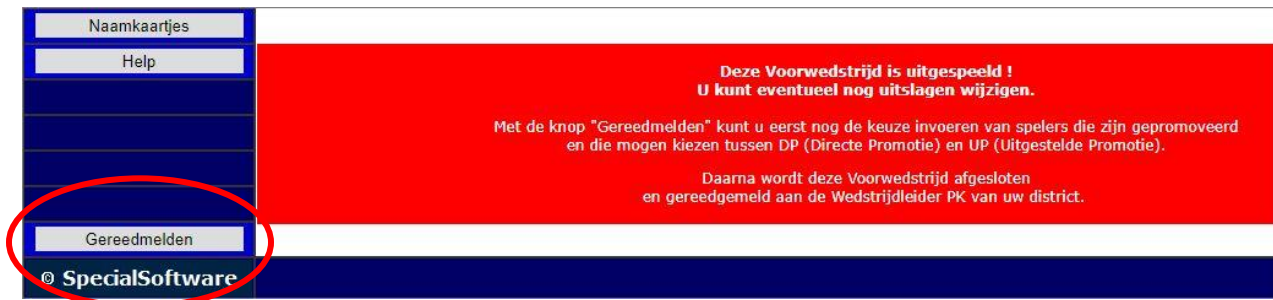 Naamkaartjes
Help
Deze Voorwedstrijd is uitgespeeld !
U kunt eventueel nog uitslagen wijzigen.
Met de knop "Gereedmelden" kunt u eerst nog de keuze invoeren van spelers die zijn gepromoveerd
en die mogen kiezen tussen DP (Directe Promotie) en UP (Uitgestelde Promotie).
Daarna wordt deze Voorwedstrijd afgesloten
en gereedgemeld aan de Wedstrijdleider PK van uw district.
Gereedmelden
© SpecialSoftware